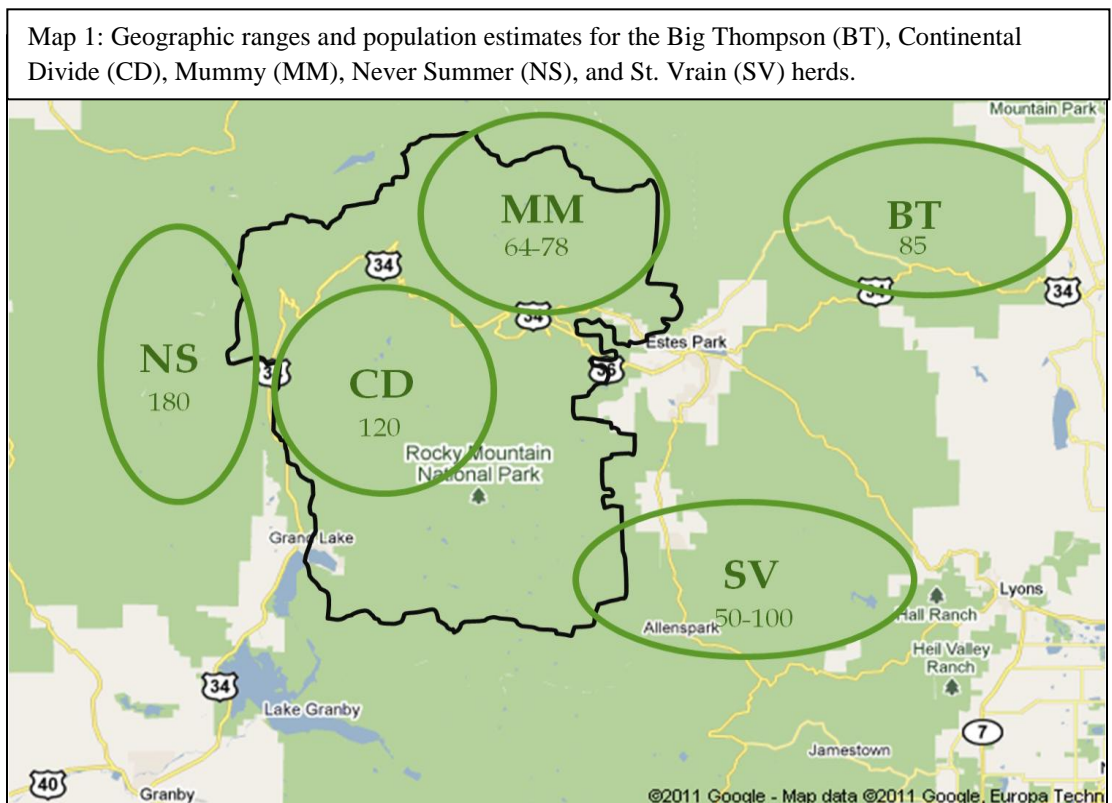 Map 1: Geographic ranges and population estimates for the Big Thompson (BT), Continental
Divide (CD), Mummy (MM), Never Summer (NS), and St. Vrain (SV) herds.
Mountain Park
MM
64-78
BT
85
34
34
34
34
NS
180
34
CD
120
Estes Park
36
Rocky Mountain
National Park
Grand Lake
SV
50-100
Allenspark
Lyons
Hall Ranch
Heil Valley
Ranch
34
Lake Granby
7
Jamestown
40
Granby
©2011 Google - Map data ©2011 Google, Europa Techn